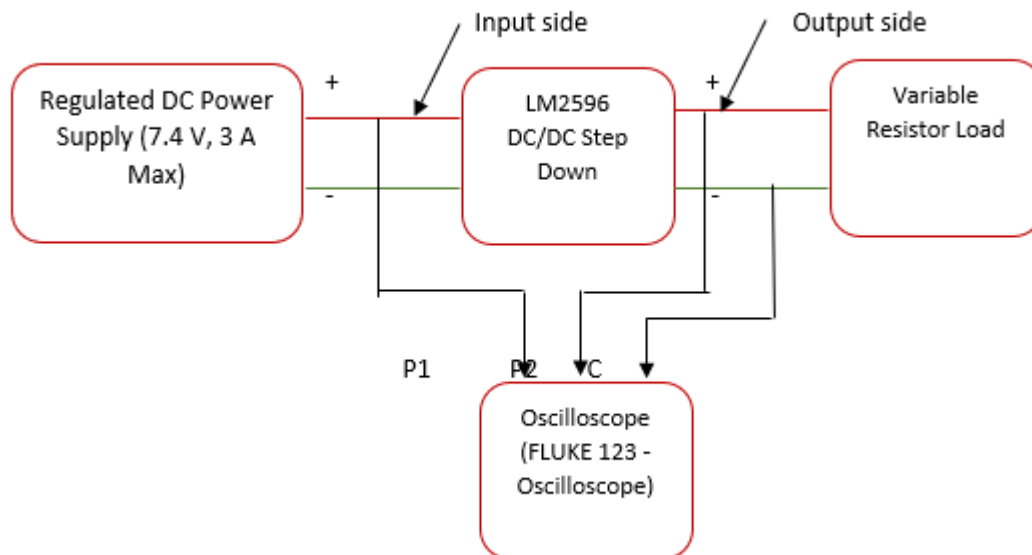 Input side
Output side
+
+
Regulated DC Power
Supply (7.4 V, 3 A
Max)
LM2596
DC/DC Step
Down
Variable
Resistor Load
-
-
P1
P2
C
Oscilloscope
(FLUKE 123 -
Oscilloscope)